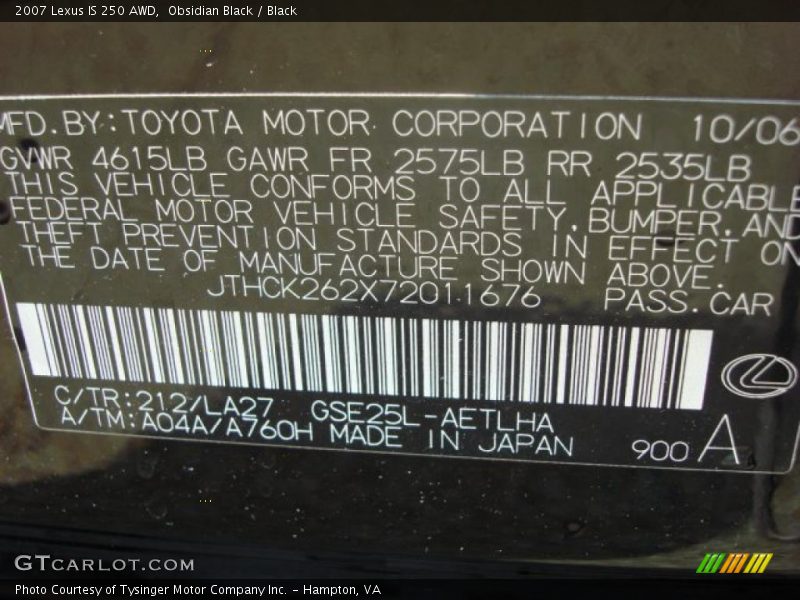 2007 Lexus IS 250 AWD,  Obsidian Black / Black
MFD.BY:TOYOTA MOTOR CORPORATION 10/06
GVWR 4615LB GAWR FR 2575LB RR 2535LB
THIS VEHICLE CONFORMS TO ALL APPLICABLE
FEDERAL MOTOR VEHICLE SAFETY,BUMPER,AND
THEFT PREVENTION STANDARDS IN EFFECT ON
THE DATE OF MANUFACTURE SHOWN ABOVE.
JTHCK262X72011676 PASS.CAR
C/TR:212/LA27 GSE25L-AETLHA
A/TM:A04A/A760H MADE IN JAPAN 900 A
GTCARLOT.COM
Photo Courtesy of Tysinger Motor Company Inc. - Hampton, VA